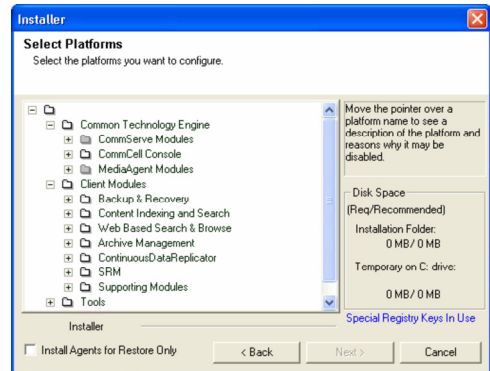 Installer
Select Platforms
Select the platforms you want to configure.
Common Technology Engine
CommServe Modules
CommCell Console
MediaAgent Modules
Client Modules
Backup & Recovery
Content Indexing and Search
Web Based Search & Browse
Archive Management
ContinuousDataReplicator
SRM
Supporting Modules
Tools
Move the pointer over a
platform name to see a
description of the platform and
reasons why it may be
disabled.
Disk Space
(Req/Recommended)
Installation Folder:
0 MB/ 0 MB
Temporary on C: drive:
0 MB/ 0 MB
Special Registry Keys In Use
Installer
Install Agents for Restore Only
< Back
Next >
Cancel